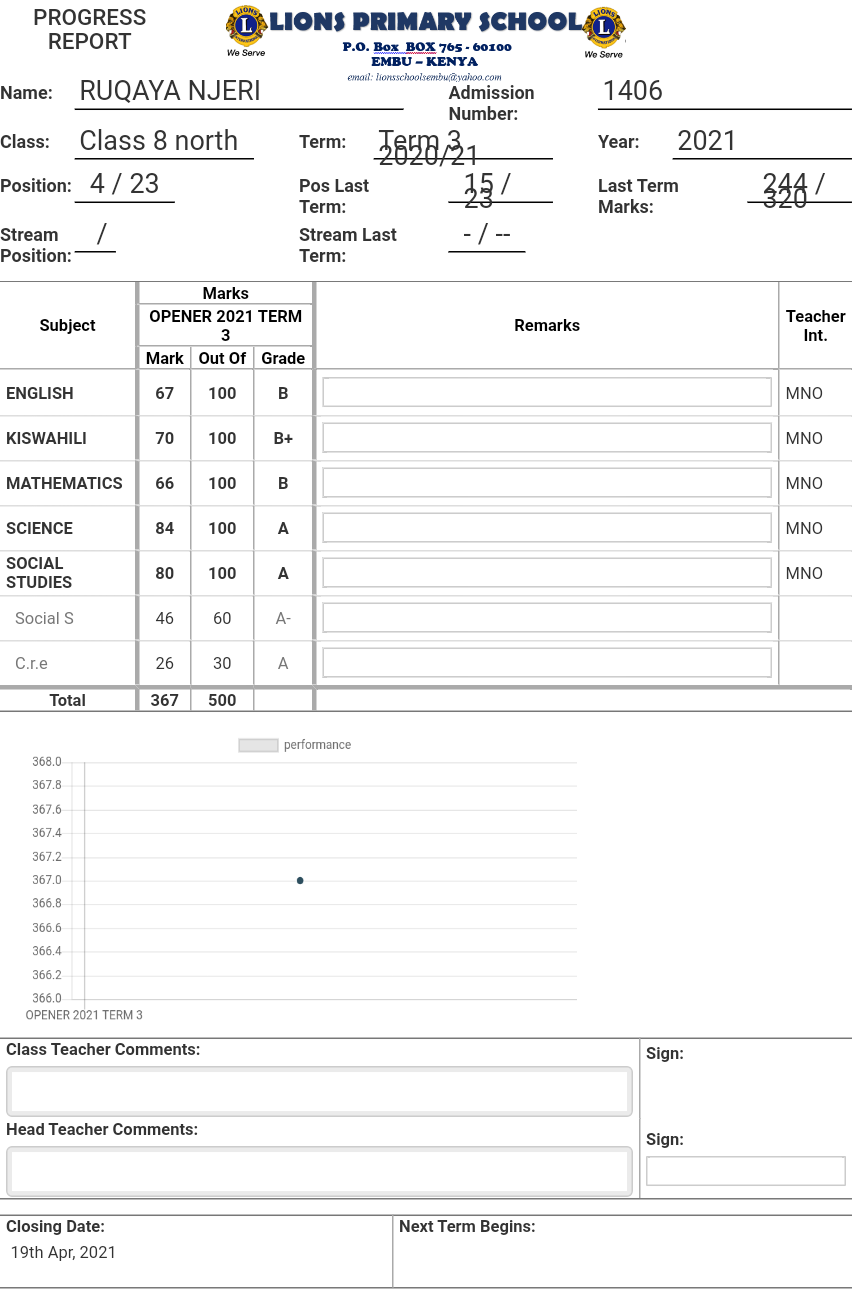 PROGRESS
REPORT
LIONS PRIMARY SCHOOL
We Serve
We Serve
P.O. Box BOX 765 - 60100
EMBU – KENYA
email: lionsschoolsembu@yahoo.com
Name: RUQAYA NJERI Admission Number: 1406
Class: Class 8 north Term: Term 3 2020/21 Year: 2021
Position: 4 / 23 Pos Last Term: 15 / 23 Last Term Marks: 244 / 320
Stream Position: / Stream Last Term: - / --
Subject Marks Remarks Teacher Int.
OPENER 2021 TERM 3
Mark Out Of Grade
ENGLISH 67 100 B MNO
KISWAHILI 70 100 B+ MNO
MATHEMATICS 66 100 B MNO
SCIENCE 84 100 A MNO
SOCIAL STUDIES 80 100 A MNO
Social S 46 60 A-
C.r.e 26 30 A
Total 367 500
performance
368.0
367.8
367.6
367.4
367.2
367.0
366.8
366.6
366.4
366.2
366.0
OPENER 2021 TERM 3
Class Teacher Comments: Sign:
Head Teacher Comments: Sign:
Closing Date: Next Term Begins:
19th Apr, 2021